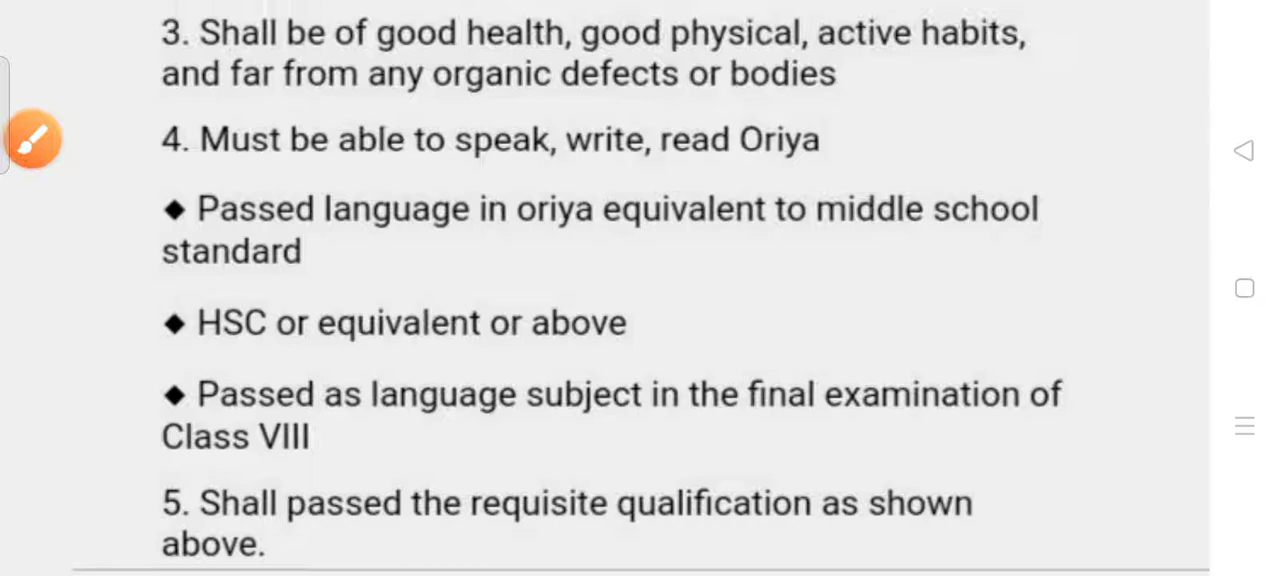 3. Shall be of good health, good physical, active habits,
and far from any organic defects or bodies
4. Must be able to speak, write, read Oriya
◆ Passed language in oriya equivalent to middle school
standard
◆ HSC or equivalent or above
◆ Passed as language subject in the final examination of
Class VIII
5. Shall passed the requisite qualification as shown
above.